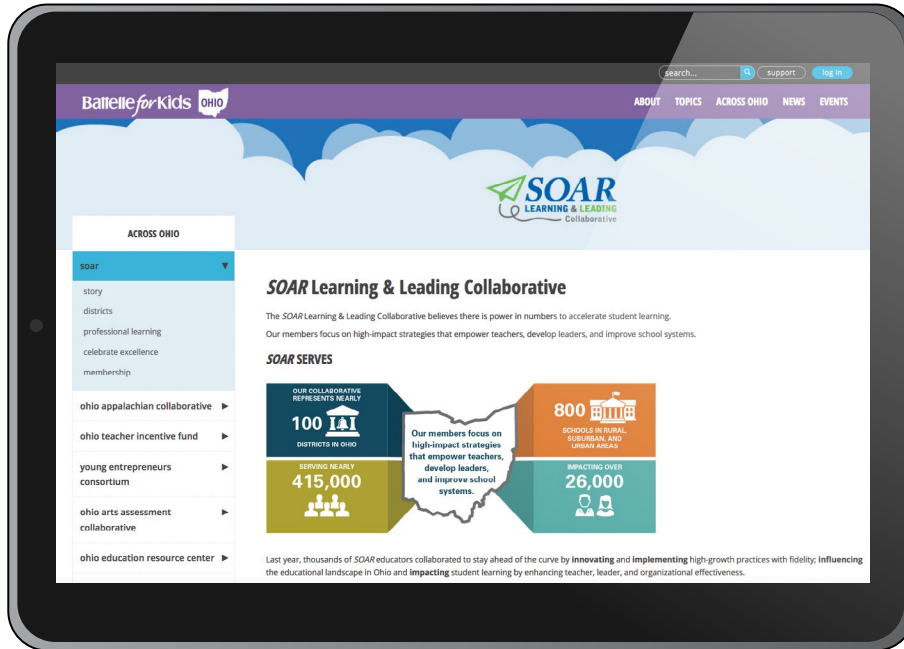 search...
support
log in
Battelle for Kids OHIO
ABOUT TOPICS ACROSS OHIO NEWS EVENTS
SOAR
LEARNING & LEADING
Collaborative
ACROSS OHIO
soar
story
districts
professional learning
celebrate excellence
membership
ohio appalachian collaborative
ohio teacher incentive fund
young entrepreneurs
consortium
ohio arts assessment
collaborative
ohio education resource center
SOAR Learning & Leading Collaborative
The SOAR Learning & Leading Collaborative believes there is power in numbers to accelerate student learning.
Our members focus on high-impact strategies that empower teachers, develop leaders, and improve school systems.
SOAR SERVES
OUR COLLABORATIVE
REPRESENTS NEARLY
100
DISTRICTS IN OHIO
SERVING NEARLY
415,000
Our members focus on
high-impact strategies
that empower teachers,
develop leaders,
and improve school
systems.
800
SCHOOLS IN RURAL,
SUBURBAN, AND
URBAN AREAS
IMPACTING OVER
26,000
Last year, thousands of SOAR educators collaborated to stay ahead of the curve by innovating and implementing high-growth practices with fidelity; influencing
the educational landscape in Ohio and impacting student learning by enhancing teacher, leader, and organizational effectiveness.